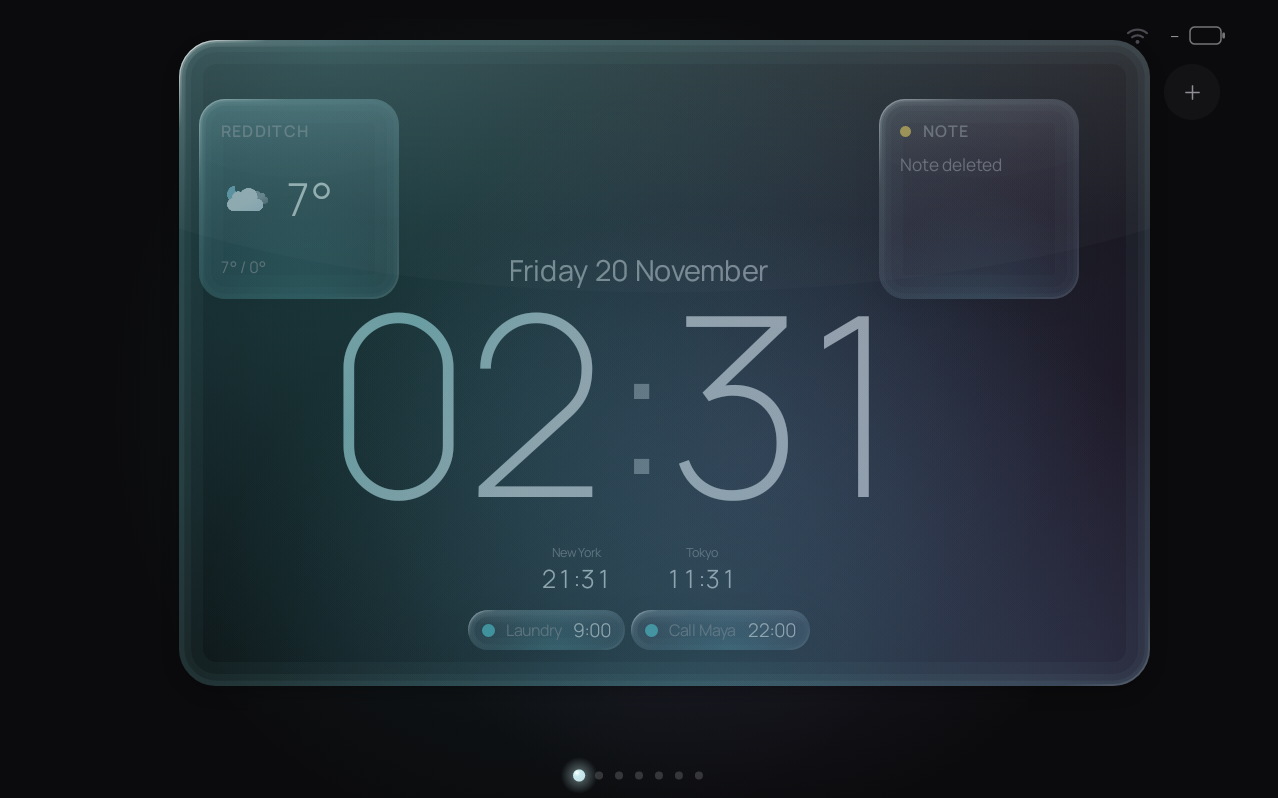 REDDITCH
7°
7° / 0°
NOTE
Note deleted
Friday 20 November
02:31
New York
21:31
Tokyo
11:31
Laundry 9:00
Call Maya 22:00